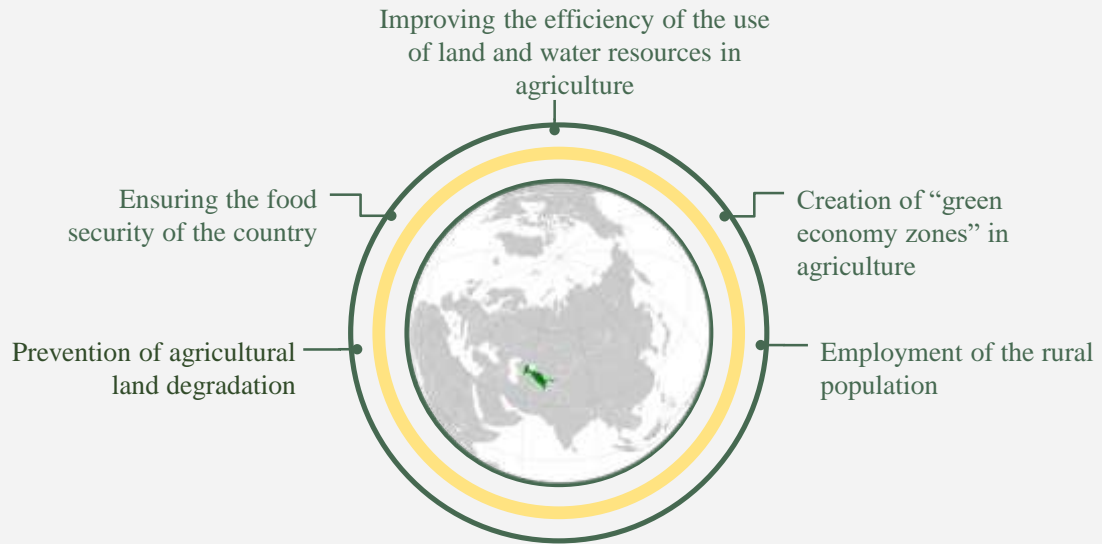 Improving the efficiency of the use
of land and water resources in
agriculture
Ensuring the food
security of the country
Creation of “green
economy zones” in
agriculture
Prevention of agricultural
land degradation
Employment of the rural
population